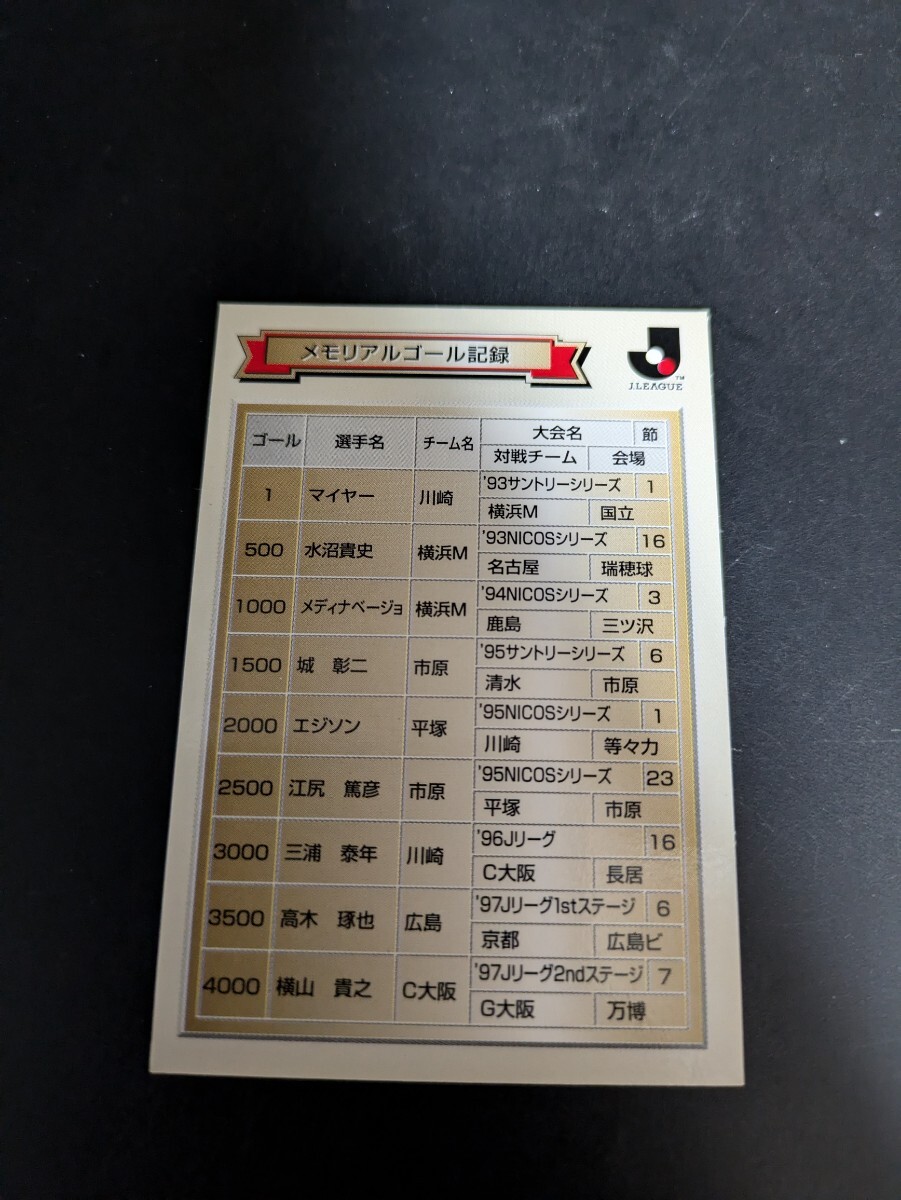 メモリアルゴール記録
J.LEAGUE™
ゴール 選手名 チーム名 大会名 節
対戦チーム 会場
1 マイヤー 川崎 '93サントリーシリーズ 1
横浜M 国立
500 水沼貴史 横浜M '93NICOSシリーズ 16
名古屋 瑞穂球
1000 メディナベージョ 横浜M '94NICOSシリーズ 3
鹿島 三ツ沢
1500 城 彰二 市原 '95サントリーシリーズ 6
清水 市原
2000 エジソン 平塚 '95NICOSシリーズ 1
川崎 等々力
2500 江尻 篤彦 市原 '95NICOSシリーズ 23
平塚 市原
3000 三浦 泰年 川崎 '96Jリーグ 16
C大阪 長居
3500 高木 琢也 広島 '97Jリーグ1stステージ 6
京都 広島ビ
4000 横山 貴之 C大阪 '97Jリーグ2ndステージ 7
G大阪 万博